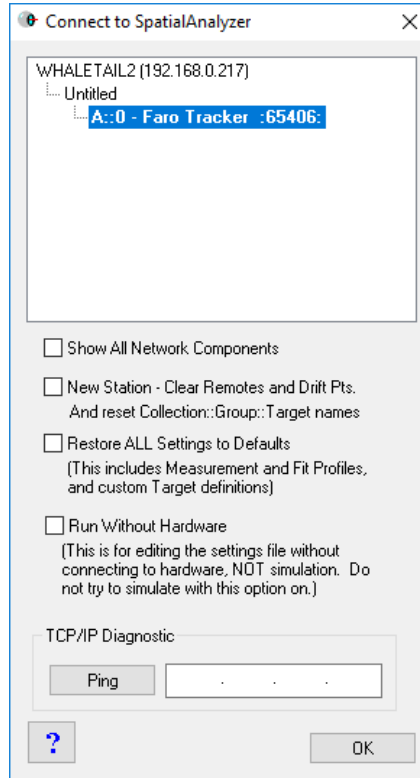 Connect to SpatialAnalyzer
WHALETAIL2 (192.168.0.217)
Untitled
A::0 - Faro Tracker :65406:
Show All Network Components
New Station - Clear Remotes and Drift Pts.
And reset Collection::Group::Target names
Restore ALL Settings to Defaults
(This includes Measurement and Fit Profiles,
and custom Target definitions)
Run Without Hardware
(This is for editing the settings file without
connecting to hardware, NOT simulation. Do
not try to simulate with this option on.)
TCP/IP Diagnostic
Ping . . .
?
OK